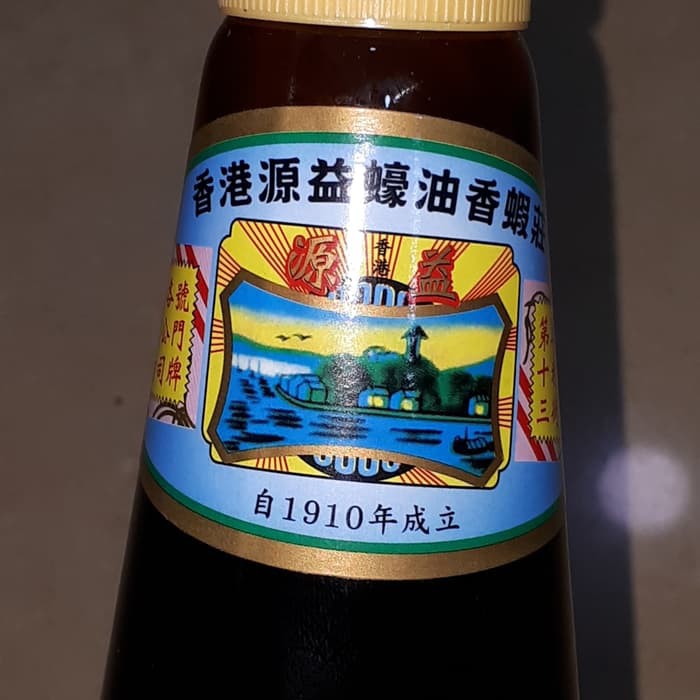 香港源益蠔油香蝦莊
源 香港 益
號
門
司牌
第
十
三
自1910年成立